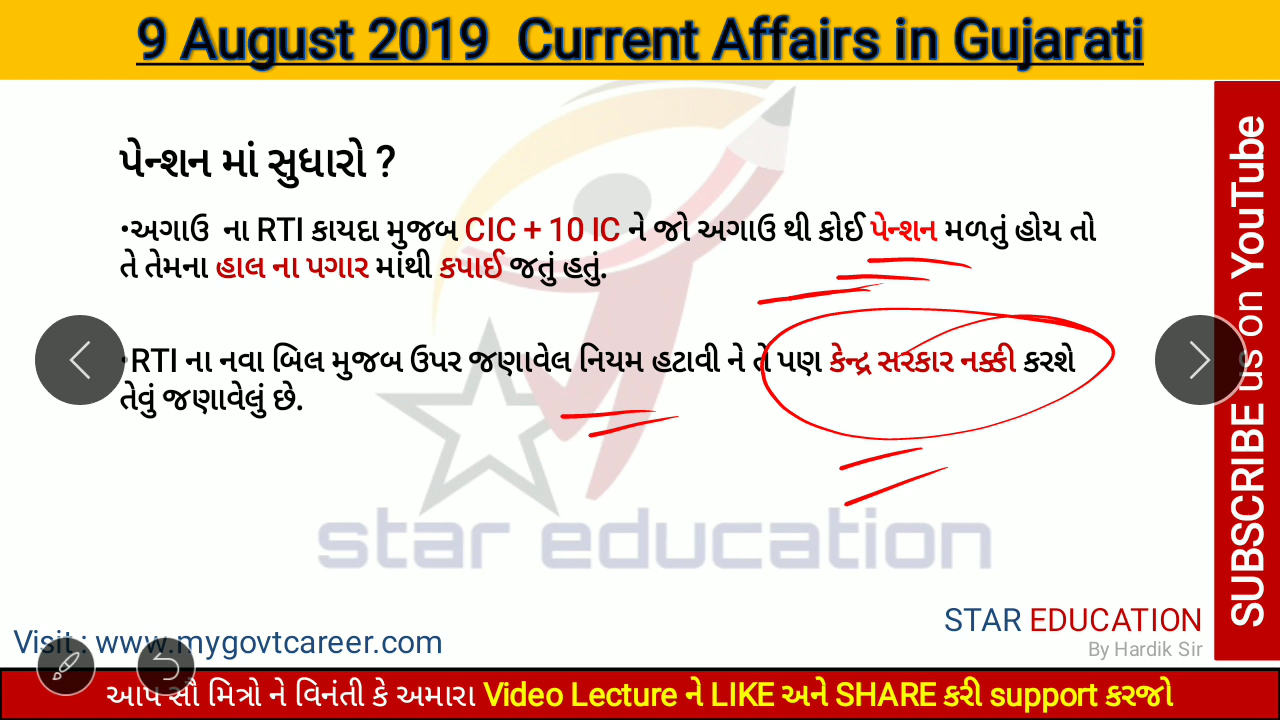 9 August 2019 Current Affairs in Gujarati
પેન્શન માં સુધારો ?
•અગાઉ ના RTI કાયદા મુજબ CIC + 10 IC ને જો અગાઉ થી કોઈ પેન્શન મળતું હોય તો
તે તેમના હાલ ના પગાર માંથી કપાઈ જતું હતું.
•RTI ના નવા બિલ મુજબ ઉપર જણાવેલ નિયમ હટાવી ને તે પણ કેન્દ્ર સરકાર નક્કી કરશે
તેવું જણાવેલું છે.
star education
SUBSCRIBE us on YouTube
STAR EDUCATION
By Hardik Sir
Visit : www.mygovtcareer.com
આપ સૌ મિત્રો ને વિનંતી કે અમારા Video Lecture ને LIKE અને SHARE કરી support કરજો